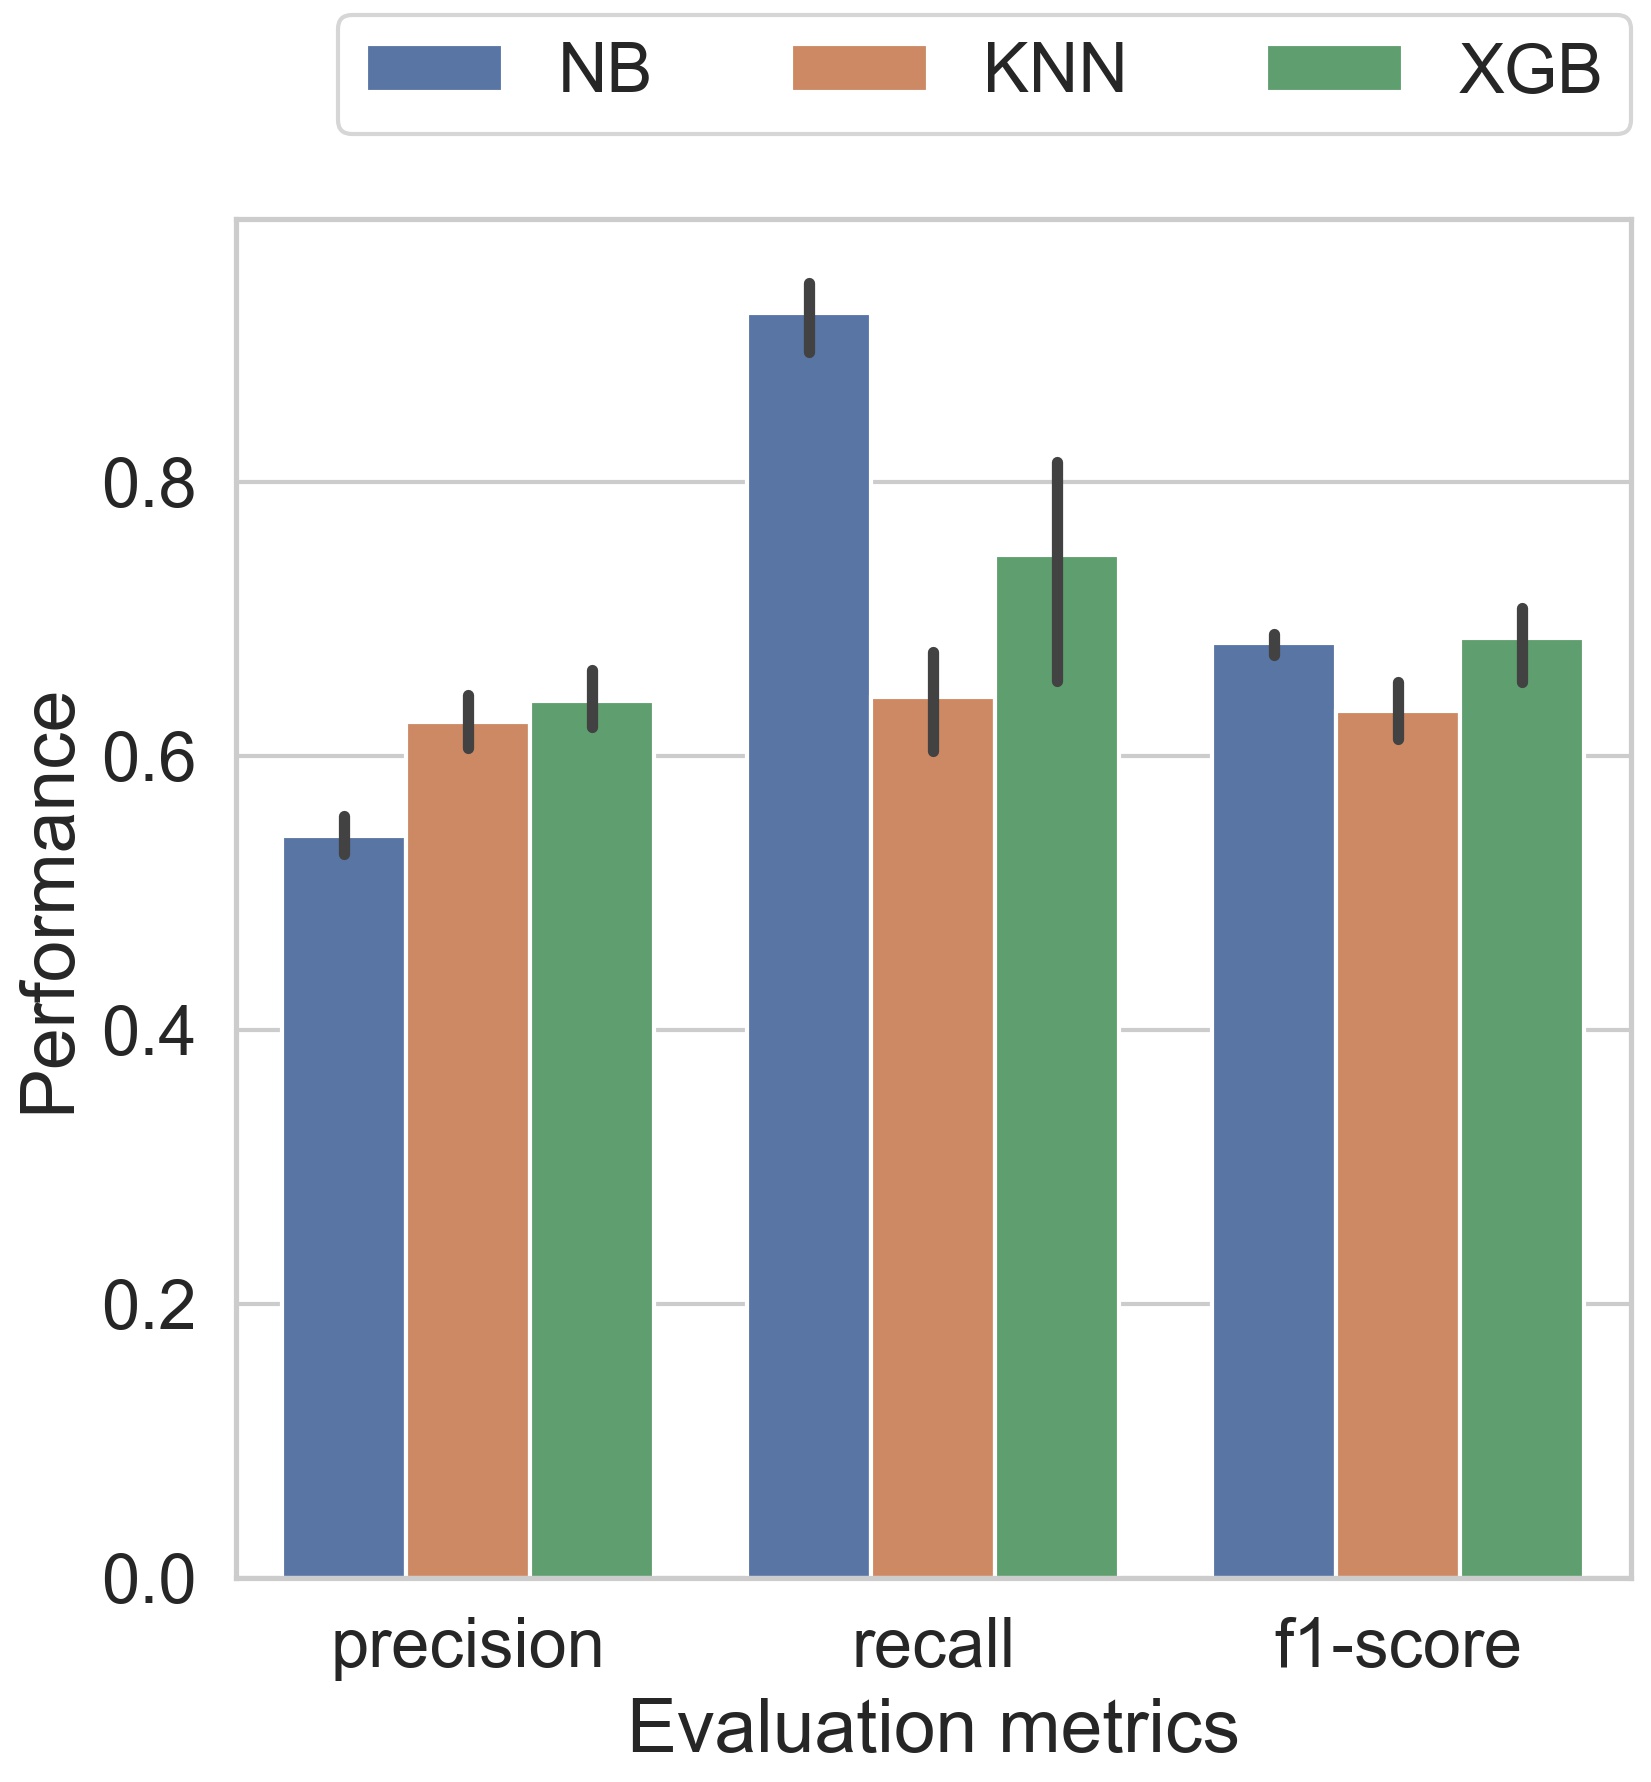 NB KNN XGB
Performance
0.8
0.6
0.4
0.2
0.0
precision recall f1-score
Evaluation metrics